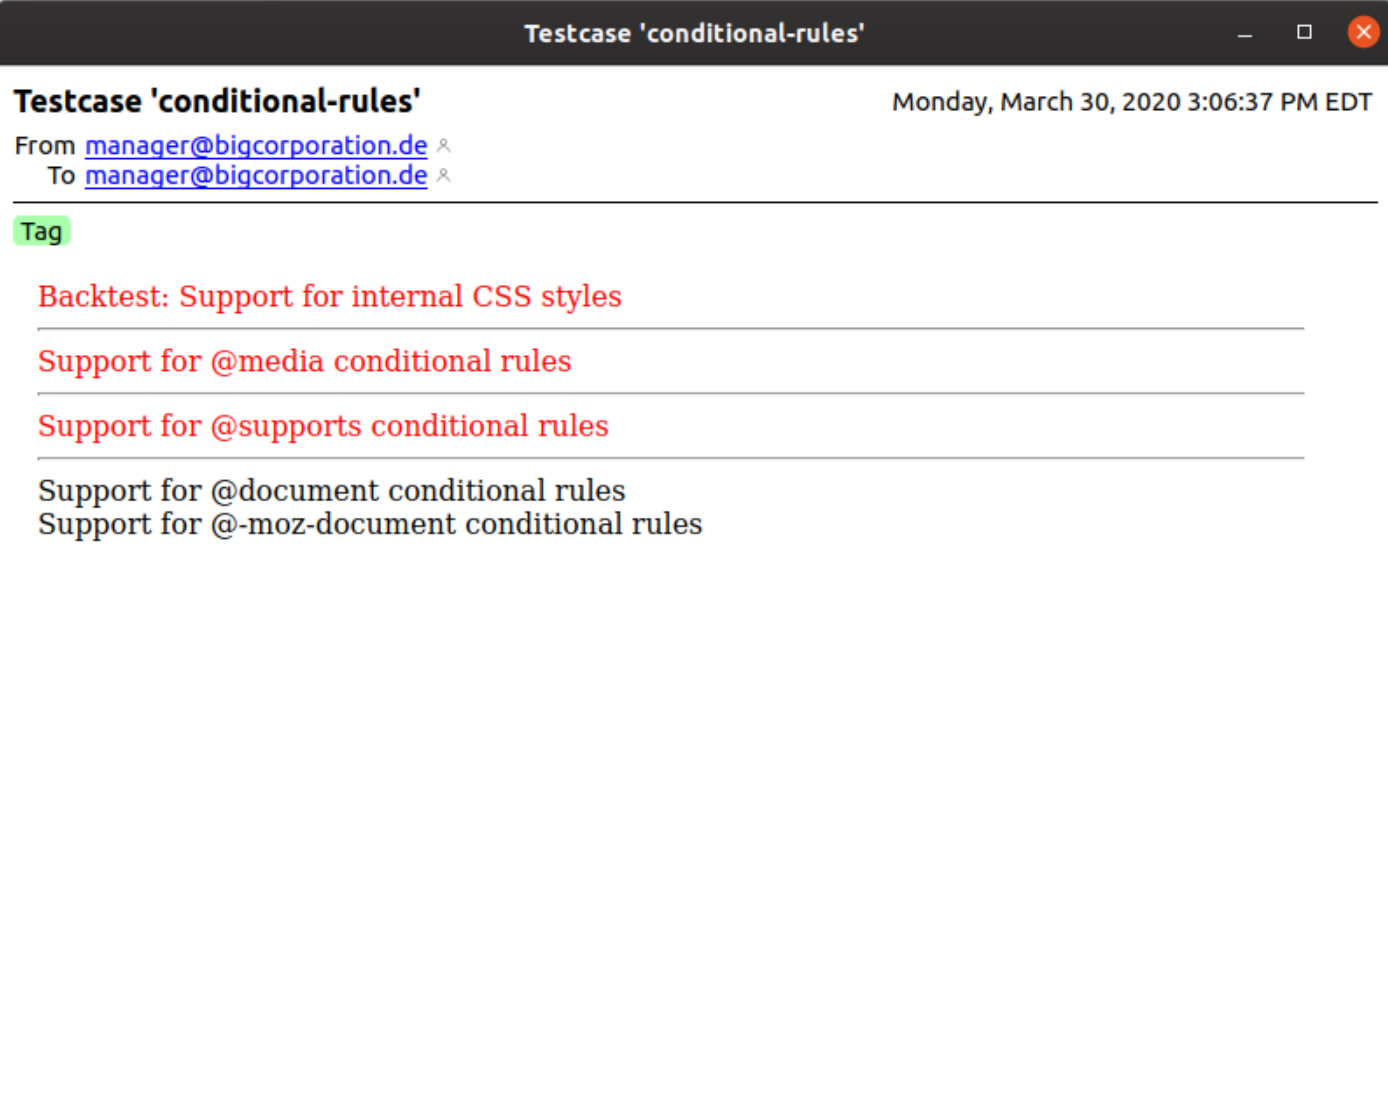 Testcase 'conditional-rules'
Testcase 'conditional-rules'
Monday, March 30, 2020 3:06:37 PM EDT
From manager@bigcorporation.de
To manager@bigcorporation.de
Tag
Backtest: Support for internal CSS styles
Support for @media conditional rules
Support for @supports conditional rules
Support for @document conditional rules
Support for @-moz-document conditional rules